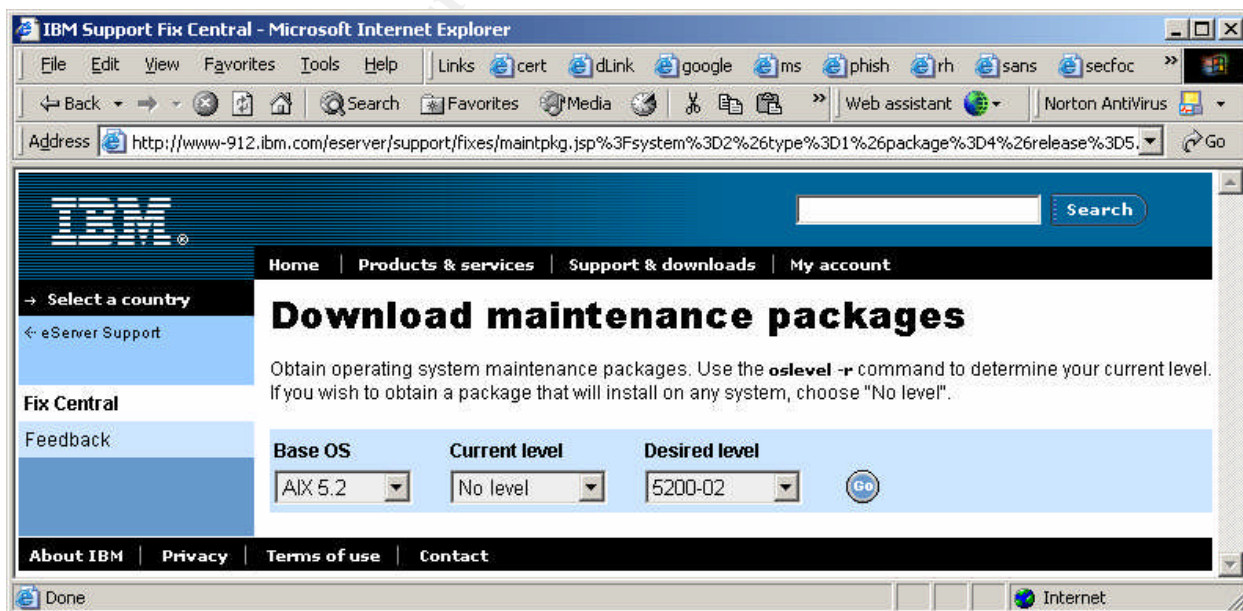 IBM Support Fix Central - Microsoft Internet Explorer
File Edit View Favorites Tools Help Links cert dLink google ms phish rh sans secfoc »
Back Search Favorites Media » Web assistant Norton AntiVirus
Address http://www-912.ibm.com/eserver/support/fixes/maintpkg.jsp%3Fsystem%3D2%26type%3D1%26package%3D4%26release%3D5. Go
IBM® Search
Home | Products & services | Support & downloads | My account
→ Select a country
← eServer Support
Download maintenance packages
Obtain operating system maintenance packages. Use the oslevel -r command to determine your current level.
If you wish to obtain a package that will install on any system, choose "No level".
Fix Central
Feedback
Base OS Current level Desired level
AIX 5.2 No level 5200-02 Go
About IBM | Privacy | Terms of use | Contact
Done Internet